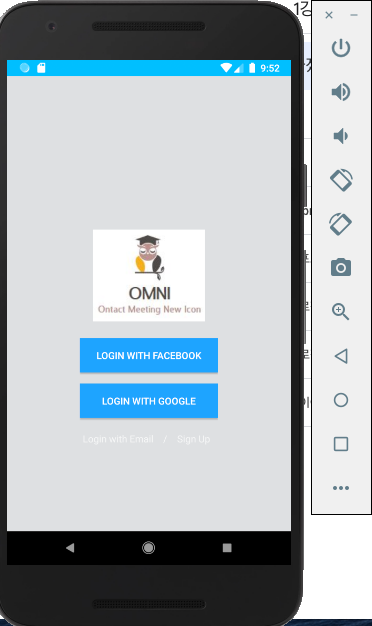 9:52
OMNI
Ontact Meeting New Icon
LOGIN WITH FACEBOOK
LOGIN WITH GOOGLE
Login with Email / Sign Up